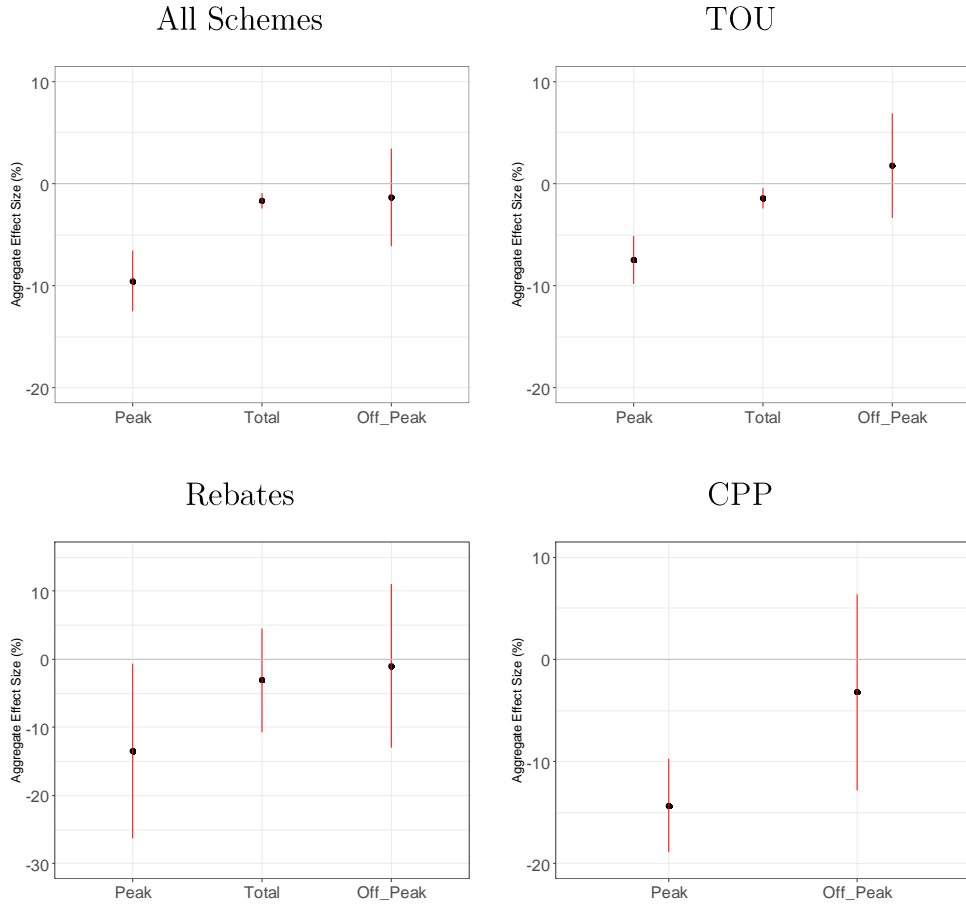 All Schemes
TOU
Aggregate Effect Size (%)
10
0
-10
-20
Peak Total Off_Peak
Aggregate Effect Size (%)
10
0
-10
-20
Peak Total Off_Peak
Rebates
CPP
Aggregate Effect Size (%)
10
0
-10
-20
-30
Peak Total Off_Peak
Aggregate Effect Size (%)
10
0
-10
-20
Peak Off_Peak